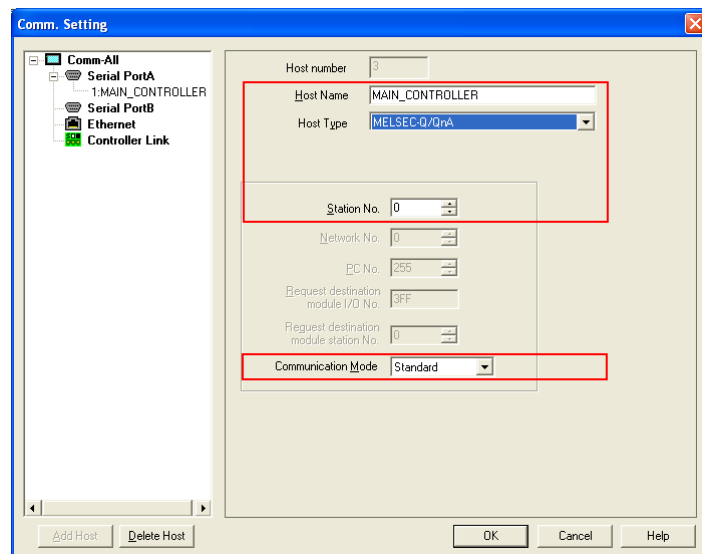 Comm. Setting
Comm-All
Serial PortA
1:MAIN_CONTROLLER
Serial PortB
Ethernet
Controller Link
Host number 3
Host Name MAIN_CONTROLLER
Host Type MELSEC-Q/QnA
Station No. 0
Network No. 0
PC No. 255
Request destination
module I/O No. 3FF
Request destination
module station No. 0
Communication Mode Standard
Add Host Delete Host OK Cancel Help